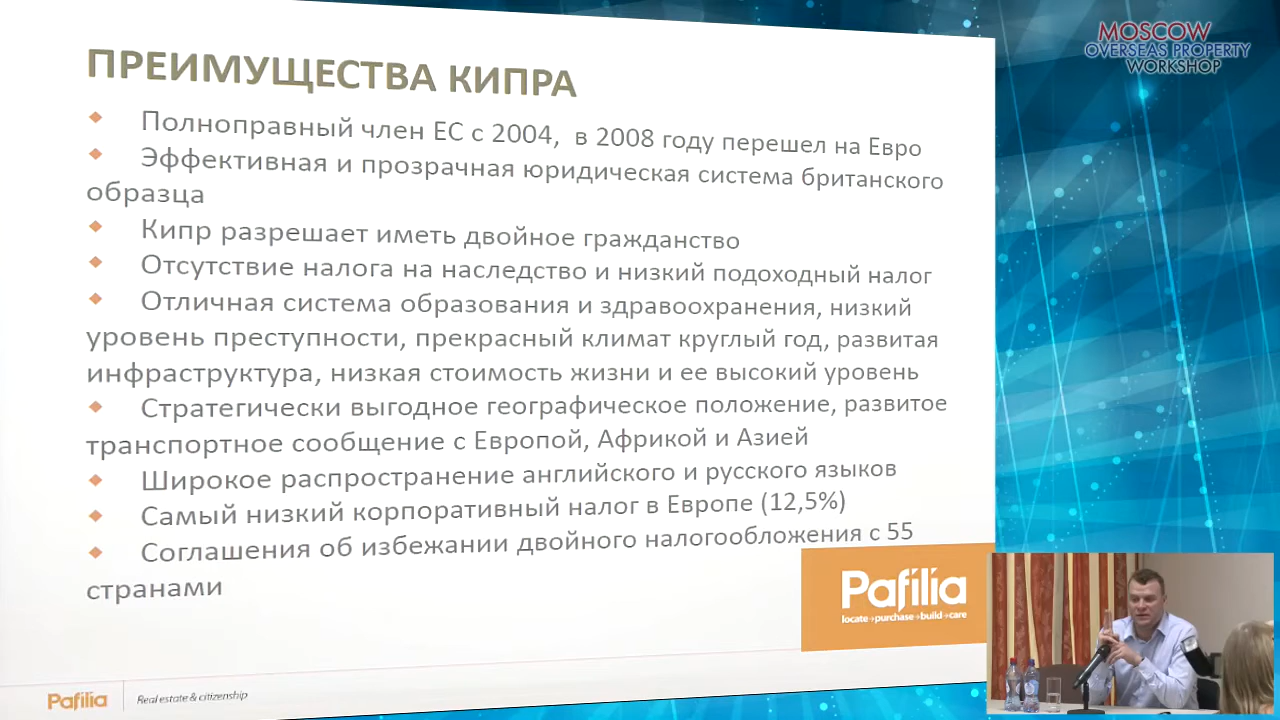 MOSCOW
OVERSEAS PROPERTY
WORKSHOP
ПРЕИМУЩЕСТВА КИПРА
Полноправный член ЕС с 2004, в 2008 году перешел на Евро
Эффективная и прозрачная юридическая система британского
образца
Кипр разрешает иметь двойное гражданство
Отсутствие налога на наследство и низкий подоходный налог
Отличная система образования и здравоохранения, низкий
уровень преступности, прекрасный климат круглый год, развитая
инфраструктура, низкая стоимость жизни и ее высокий уровень
Стратегически выгодное географическое положение, развитое
транспортное сообщение с Европой, Африкой и Азией
Широкое распространение английского и русского языков
Самый низкий корпоративный налог в Европе (12,5%)
Соглашения об избежании двойного налогообложения с 55
странами
Pafilia
locate→purchase→build→care
Pafilia
Real estate & citizenship